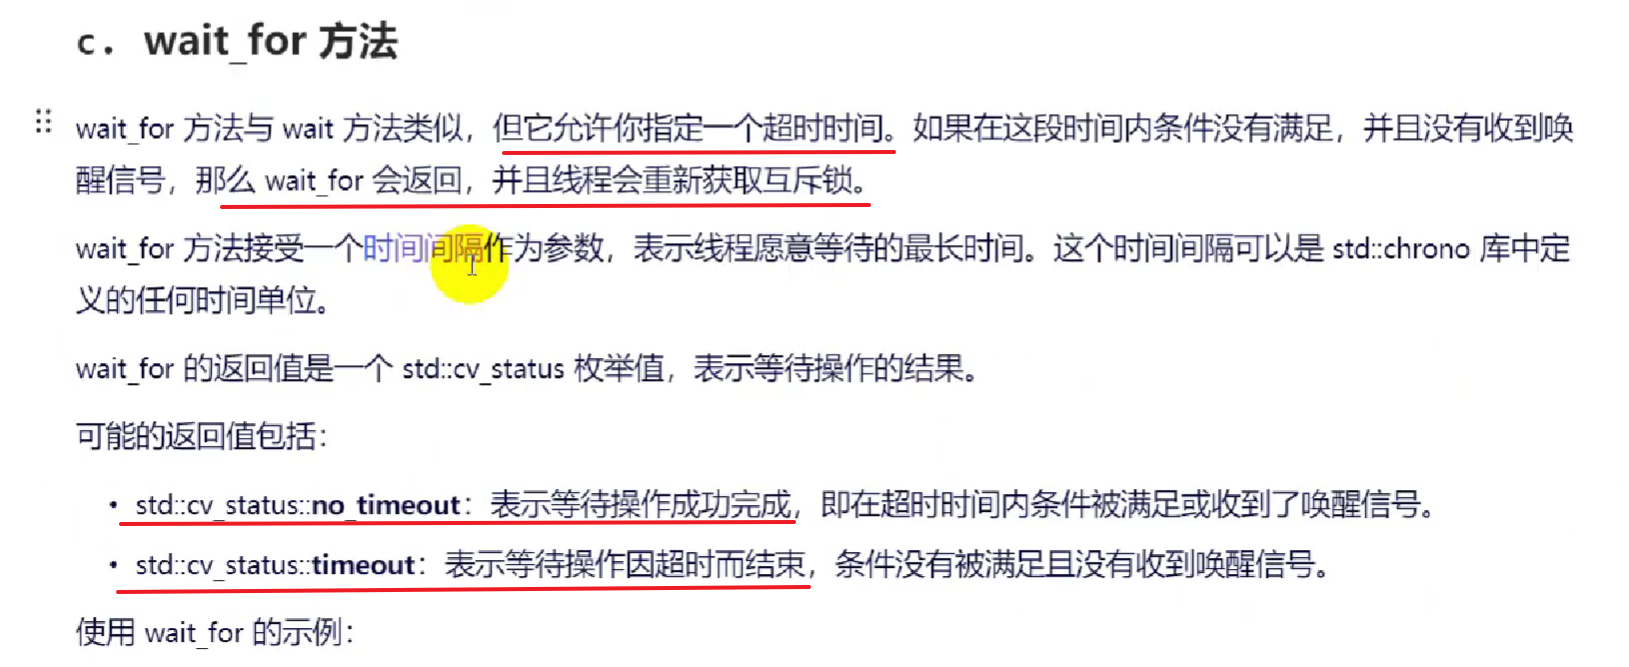 c. wait_for 方法
wait_for 方法与 wait 方法类似，但它允许你指定一个超时时间。如果在这段时间内条件没有满足，并且没有收到唤
醒信号，那么 wait_for 会返回，并且线程会重新获取互斥锁。
wait_for 方法接受一个时间间隔作为参数，表示线程愿意等待的最长时间。这个时间间隔可以是 std::chrono 库中定
义的任何时间单位。
wait_for 的返回值是一个 std::cv_status 枚举值，表示等待操作的结果。
可能的返回值包括：
• std::cv_status::no_timeout：表示等待操作成功完成，即在超时时间内条件被满足或收到了唤醒信号。
• std::cv_status::timeout：表示等待操作因超时而结束，条件没有被满足且没有收到唤醒信号。
使用 wait_for 的示例：